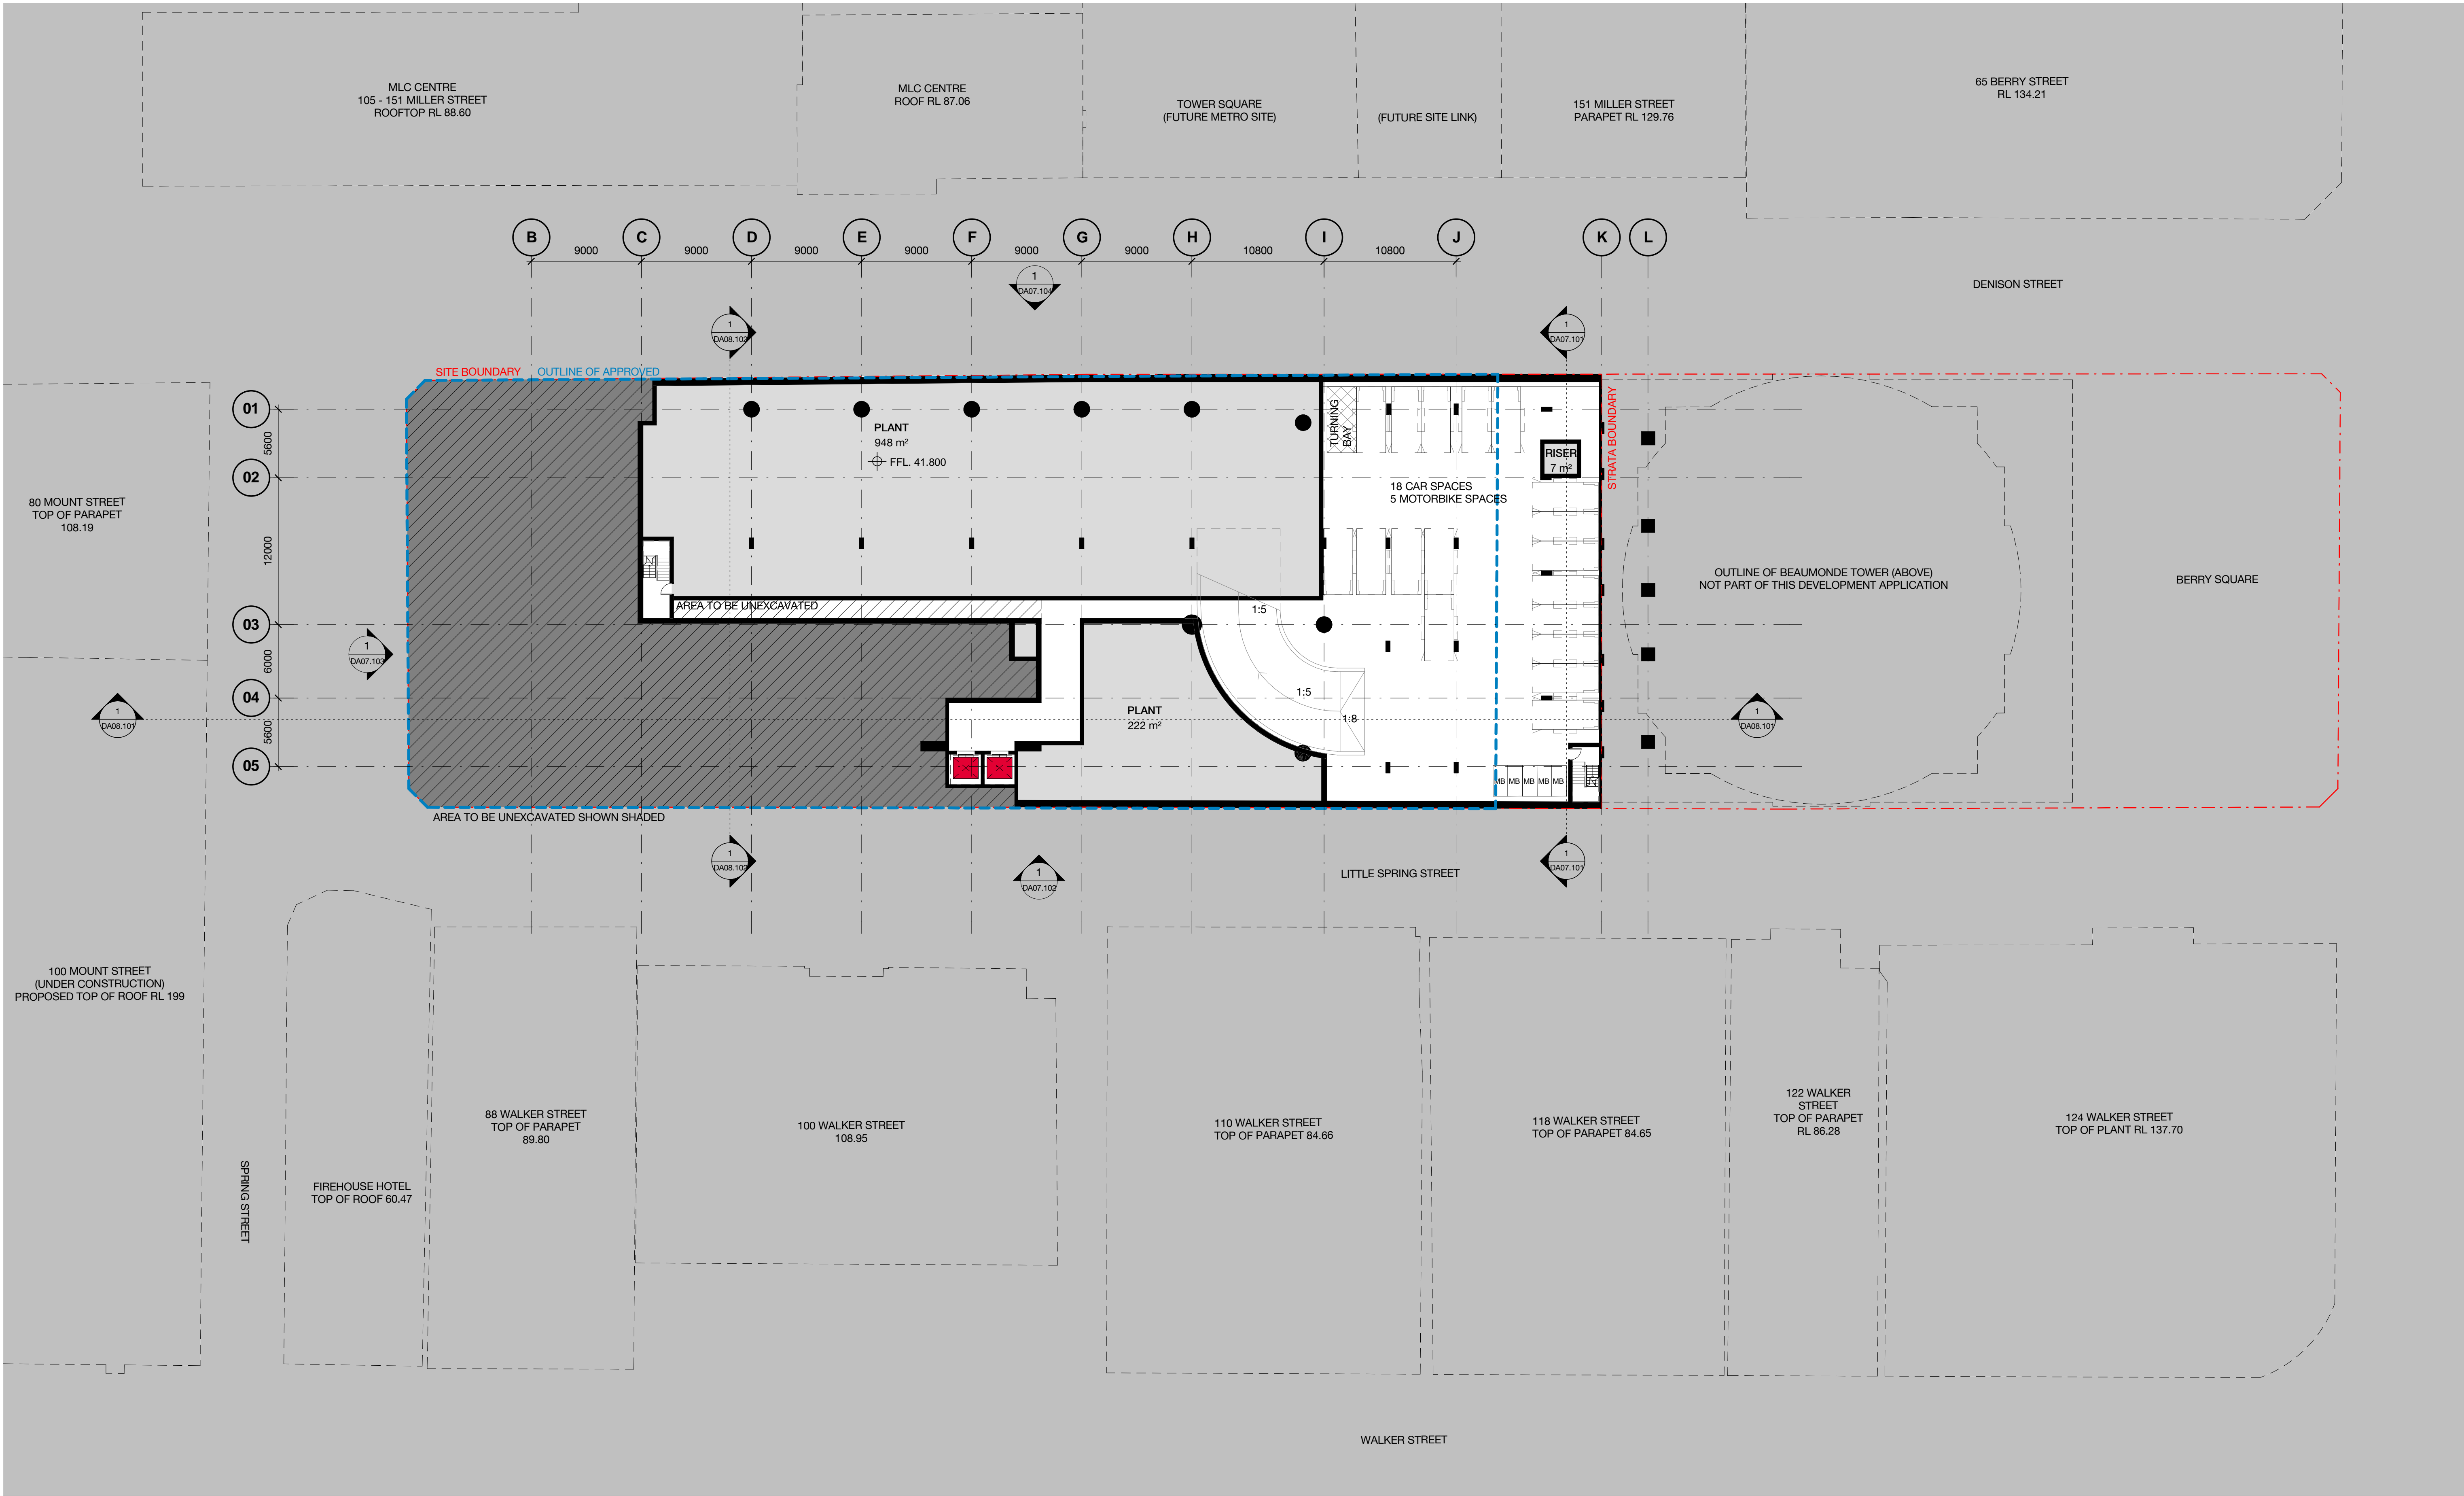 MLC CENTRE
105 - 151 MILLER STREET
ROOFTOP RL 88.60
MLC CENTRE
ROOF RL 87.06
TOWER SQUARE
(FUTURE METRO SITE)
(FUTURE SITE LINK)
151 MILLER STREET
PARAPET RL 129.76
65 BERRY STREET
RL 134.21
B
C
D
E
F
G
H
I
J
K
L
9000
9000
9000
9000
9000
9000
10800
10800
1
DA07.104
DENISON STREET
1
DA08.102
1
DA07.101
SITE BOUNDARY
OUTLINE OF APPROVED
01
02
03
04
05
5600
12000
6000
5600
PLANT
948 m²
FFL. 41.800
TURNING
BAY
RISER
7 m²
STRATA BOUNDARY
18 CAR SPACES
5 MOTORBIKE SPACES
80 MOUNT STREET
TOP OF PARAPET
108.19
OUTLINE OF BEAUMONDE TOWER (ABOVE)
NOT PART OF THIS DEVELOPMENT APPLICATION
BERRY SQUARE
AREA TO BE UNEXCAVATED
1:5
1:5
1:8
1
DA07.103
1
DA08.101
PLANT
222 m²
1
DA08.101
MB MB MB MB MB
AREA TO BE UNEXCAVATED SHOWN SHADED
1
DA08.102
1
DA07.102
1
DA07.101
LITTLE SPRING STREET
100 MOUNT STREET
(UNDER CONSTRUCTION)
PROPOSED TOP OF ROOF RL 199
SPRING STREET
FIREHOUSE HOTEL
TOP OF ROOF 60.47
88 WALKER STREET
TOP OF PARAPET
89.80
100 WALKER STREET
108.95
110 WALKER STREET
TOP OF PARAPET 84.66
118 WALKER STREET
TOP OF PARAPET 84.65
122 WALKER
STREET
TOP OF PARAPET
RL 86.28
124 WALKER STREET
TOP OF PLANT RL 137.70
WALKER STREET